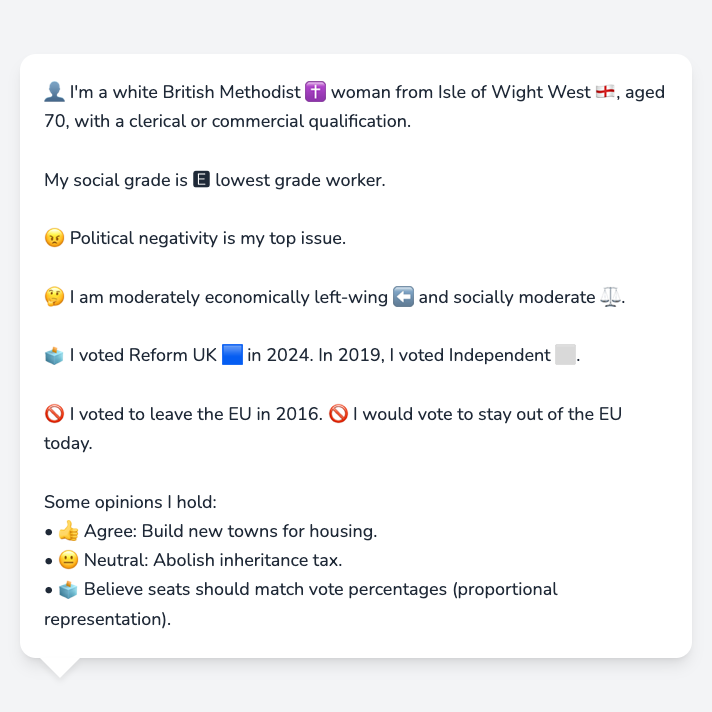 👤 I'm a white British Methodist ✝️ woman from Isle of Wight West 🏴󠁧󠁢󠁥󠁮󠁧󠁿, aged
70, with a clerical or commercial qualification.
My social grade is 🅴 lowest grade worker.
😠 Political negativity is my top issue.
🤔 I am moderately economically left-wing ⬅️ and socially moderate ⚖️.
🗳️ I voted Reform UK 🟦 in 2024. In 2019, I voted Independent ⬜.
🚫 I voted to leave the EU in 2016. 🚫 I would vote to stay out of the EU
today.
Some opinions I hold:
• 👍 Agree: Build new towns for housing.
• 😐 Neutral: Abolish inheritance tax.
• 🗳️ Believe seats should match vote percentages (proportional
representation).